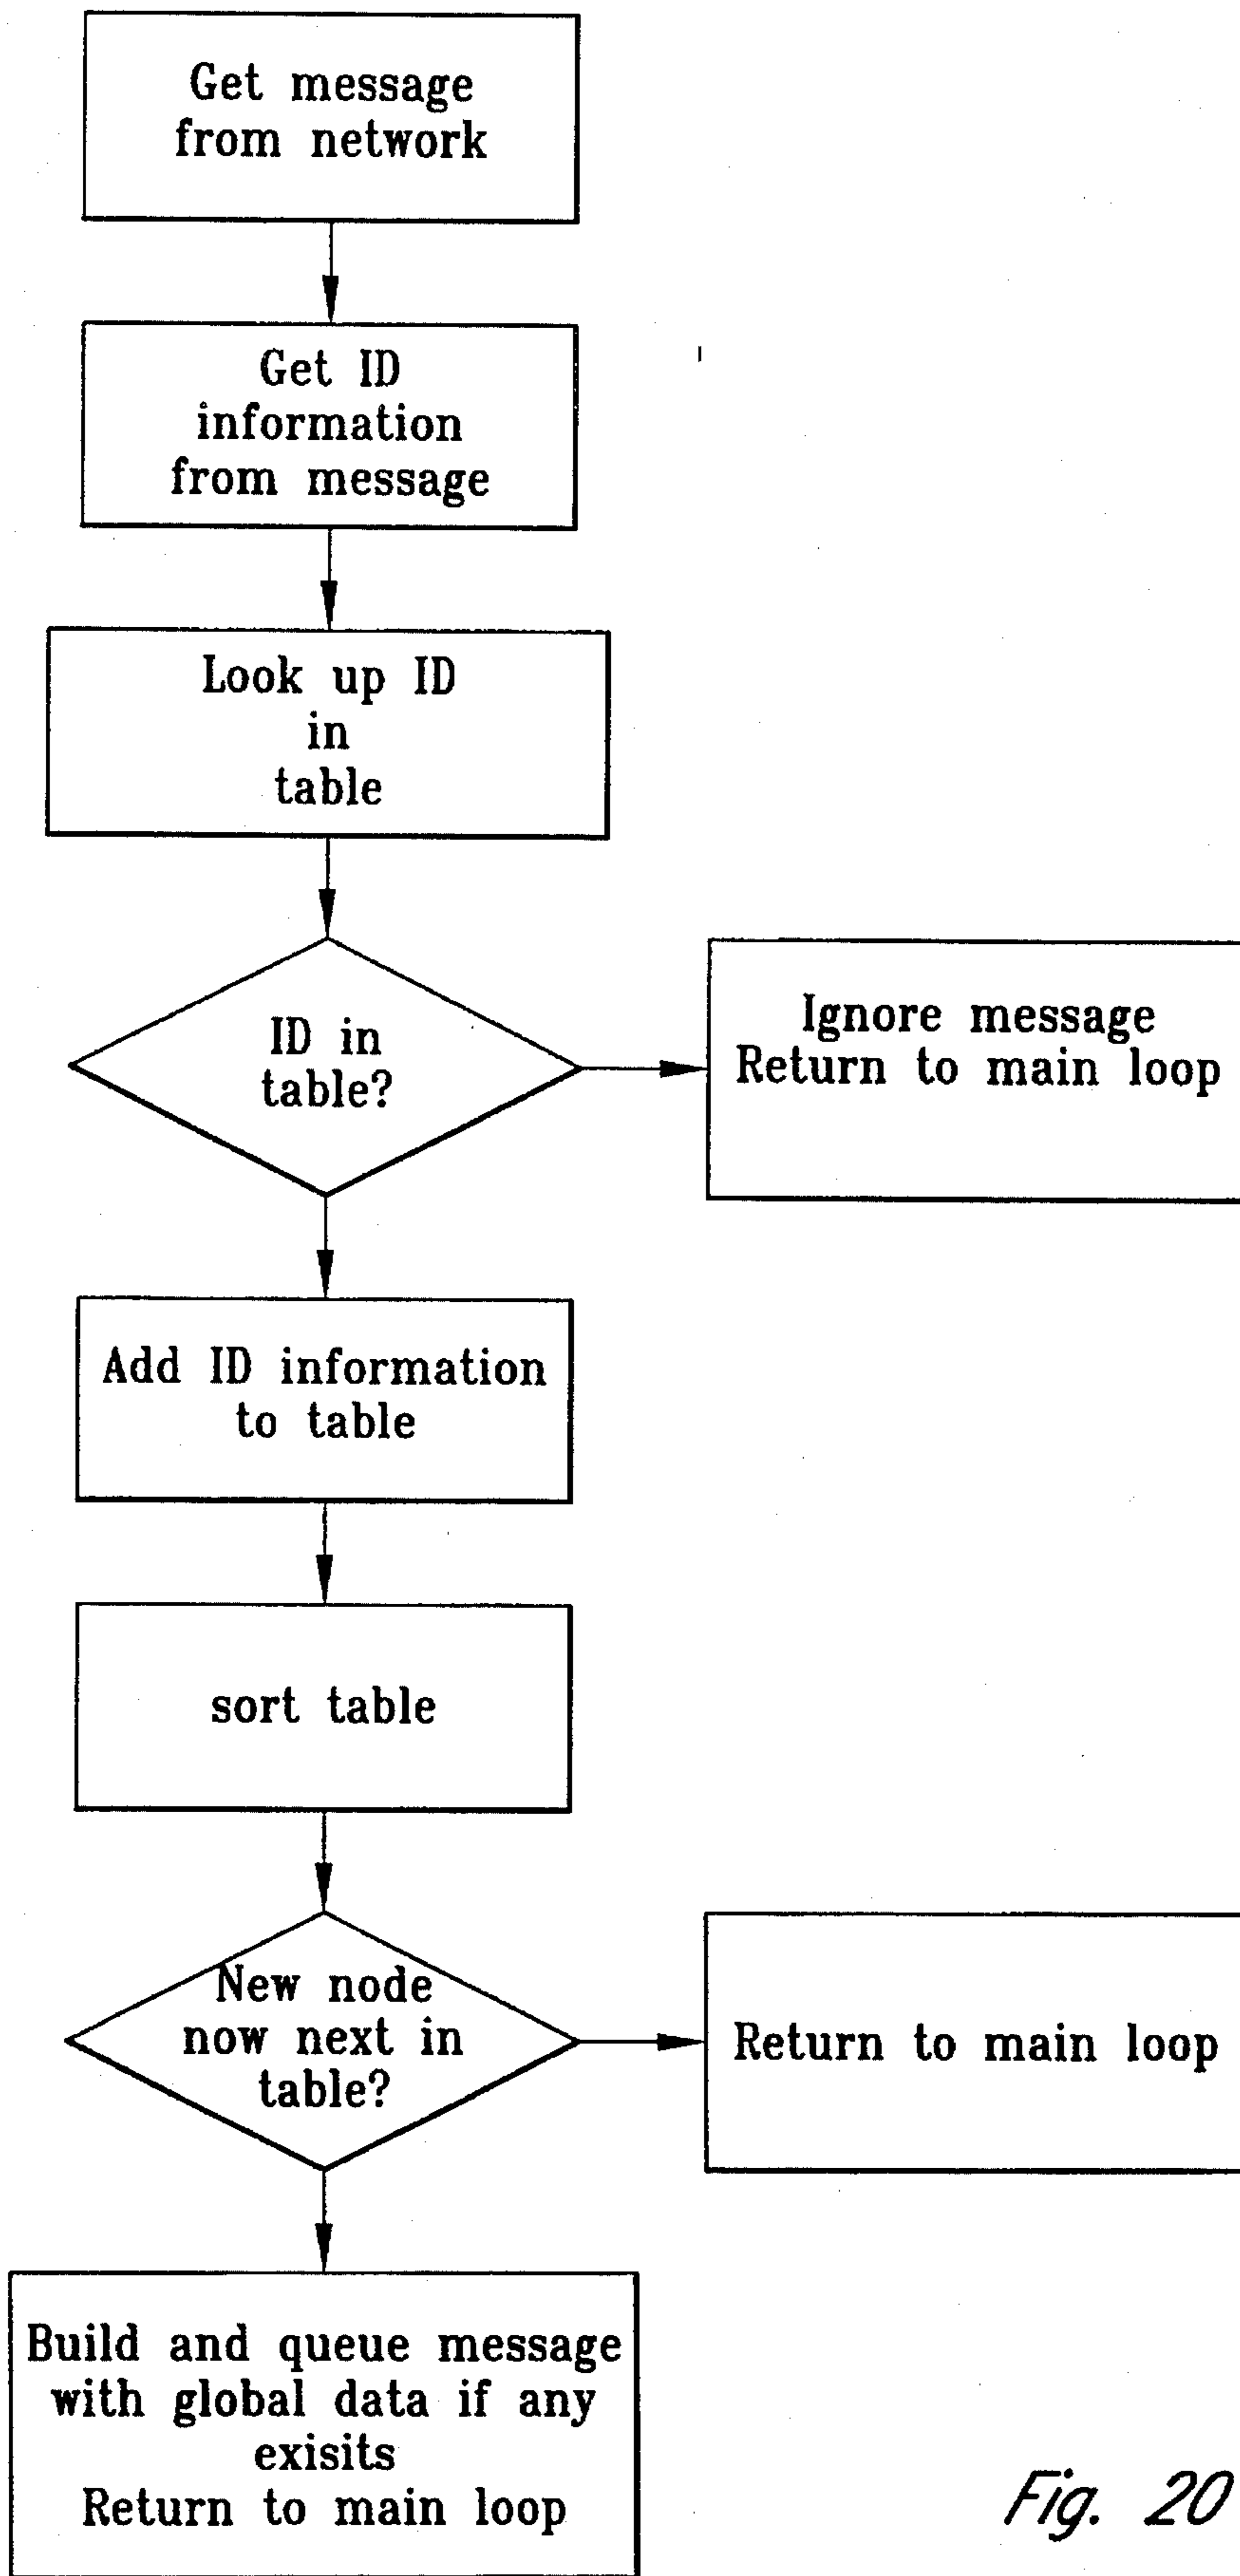 Get message
from network
Get ID
information
from message
Look up ID
in
table
ID in
table?
Ignore message
Return to main loop
Add ID information
to table
sort table
New node
now next in
table?
Return to main loop
Build and queue message
with global data if any
exisits
Return to main loop
Fig. 20